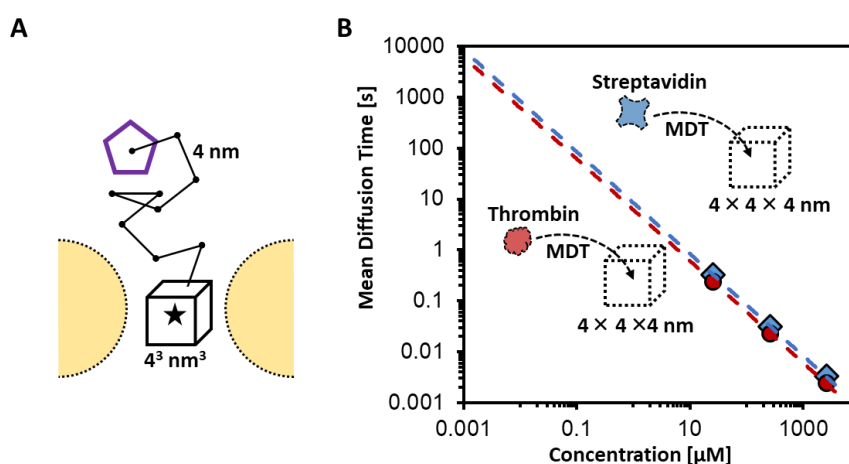 A
4 nm
4³ nm³
B
Mean Diffusion Time [s]
10000
1000
100
10
1
0.1
0.01
0.001
Streptavidin
MDT
4 × 4 × 4 nm
Thrombin
MDT
4 × 4 ×4 nm
0.001
0.1
10
1000
Concentration [µM]